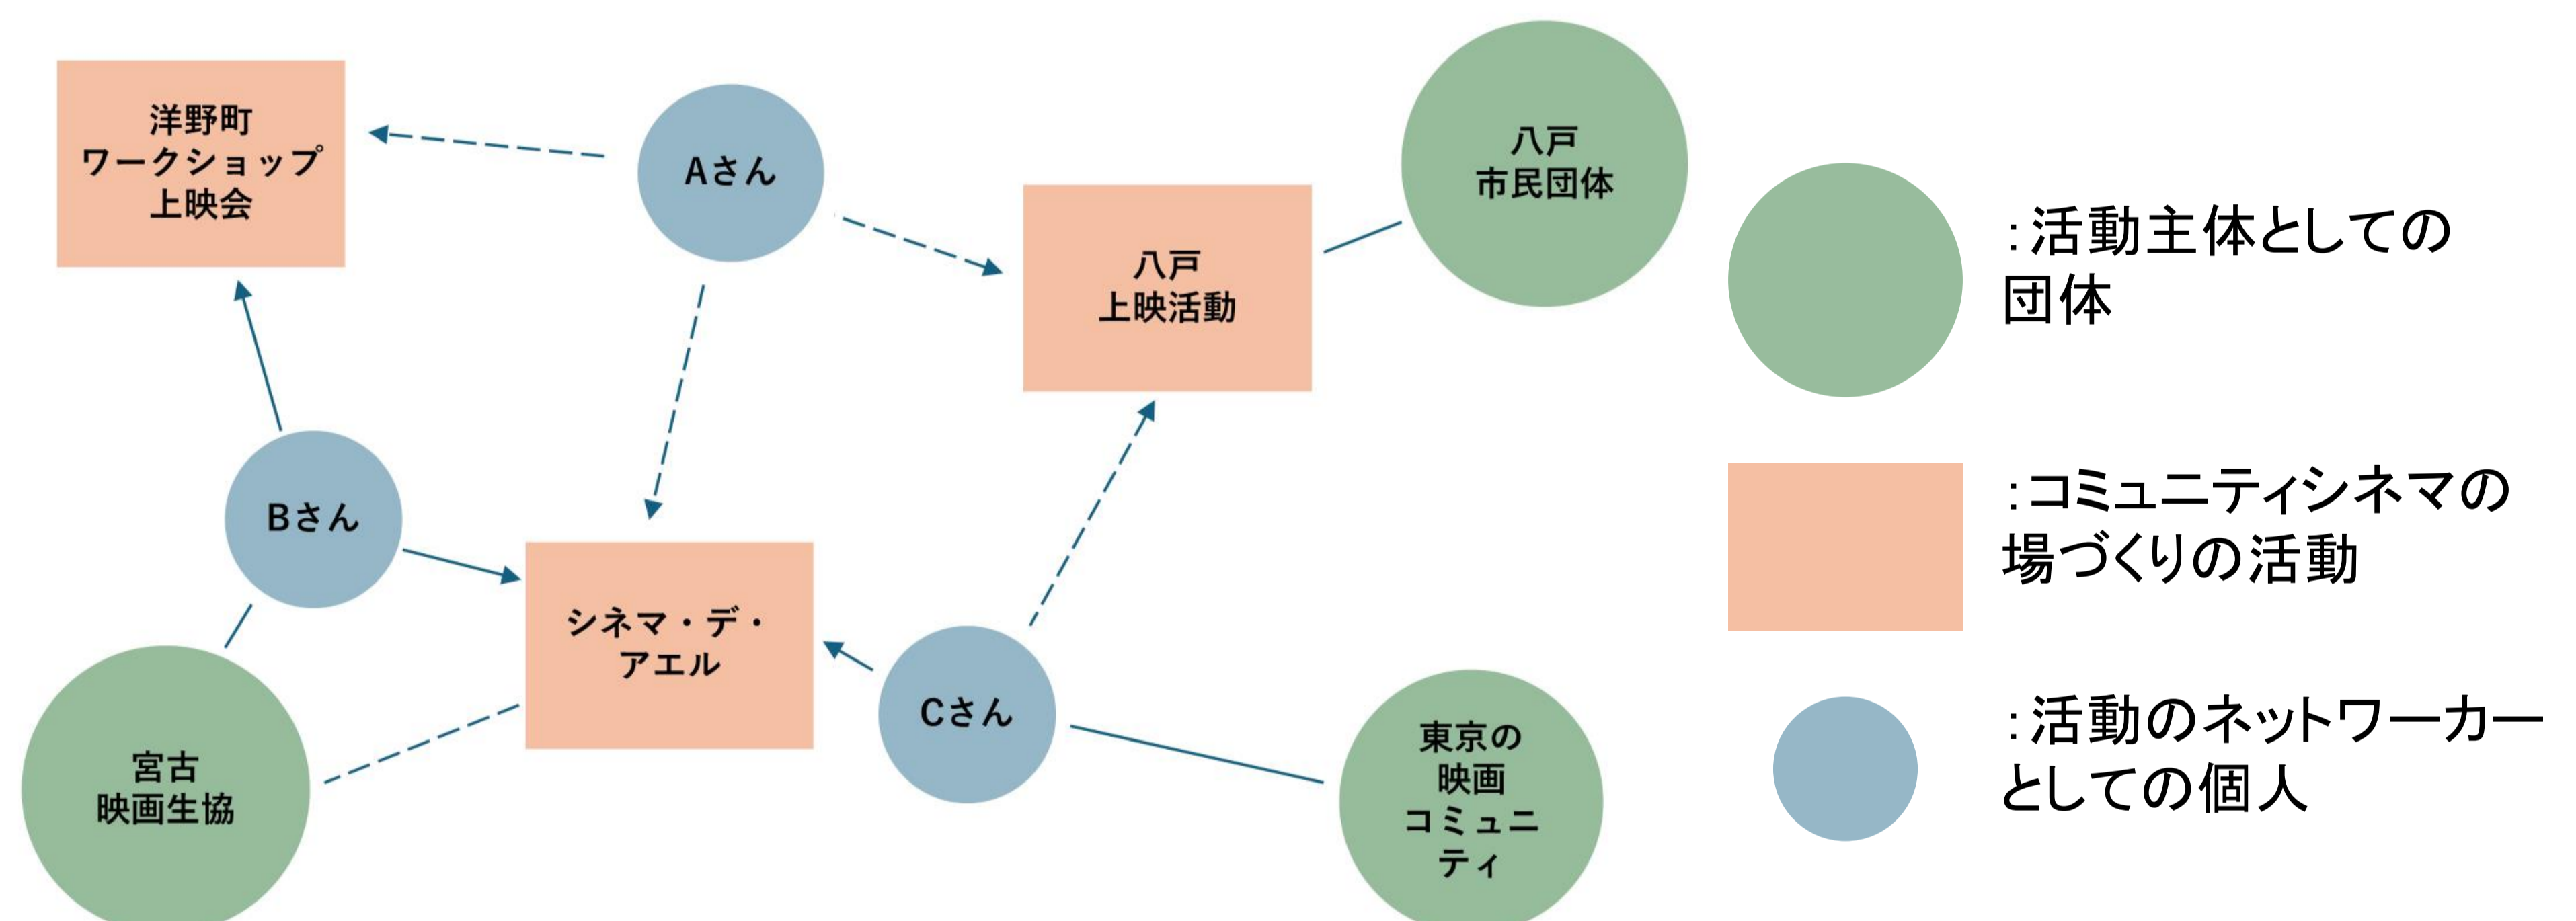 洋野町
ワークショップ
上映会
Aさん
八戸
市民団体
八戸
上映活動
Bさん
シネマ・デ・
アエル
Cさん
宮古
映画生協
東京の
映画
コミュニ
ティ
：活動主体としての
団体
：コミュニティシネマの
場づくりの活動
：活動のネットワーカー
としての個人